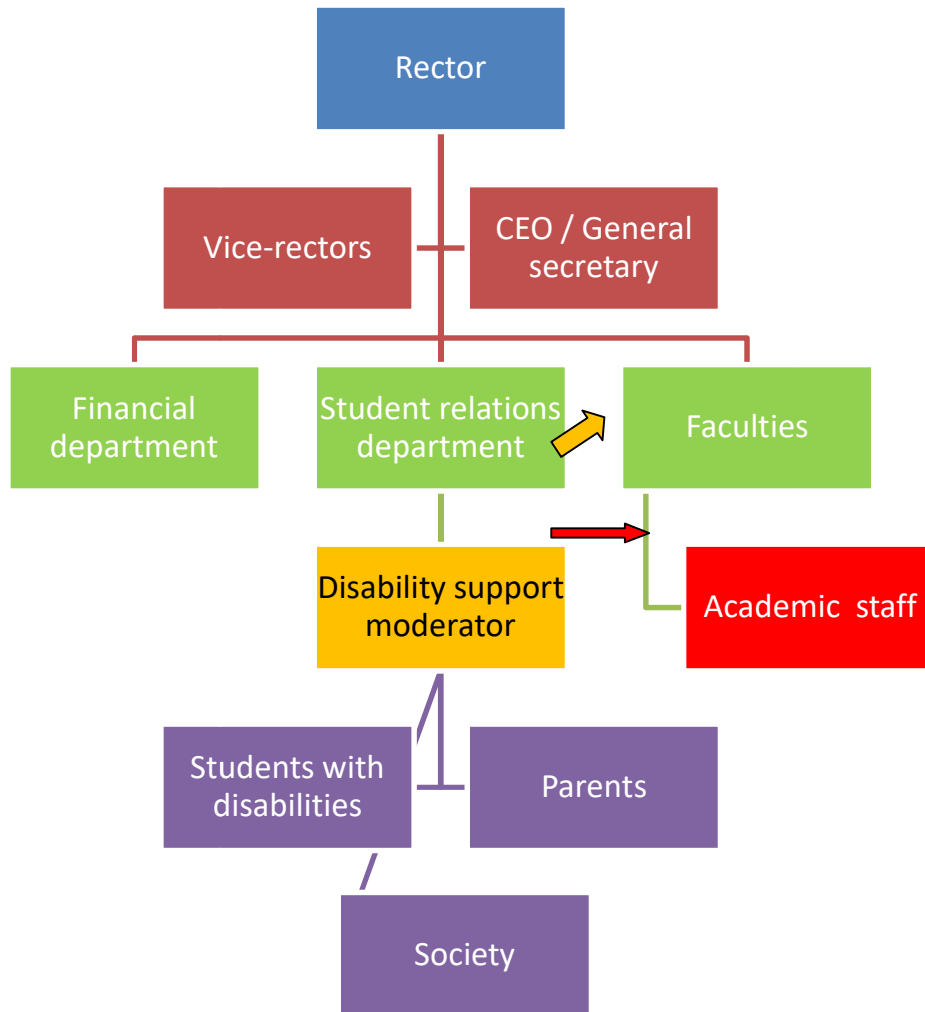 Rector
Vice-rectors
CEO / General
secretary
Financial
department
Student relations
department
Faculties
Disability support
moderator
Academic staff
Students with
disabilities
Parents
Society